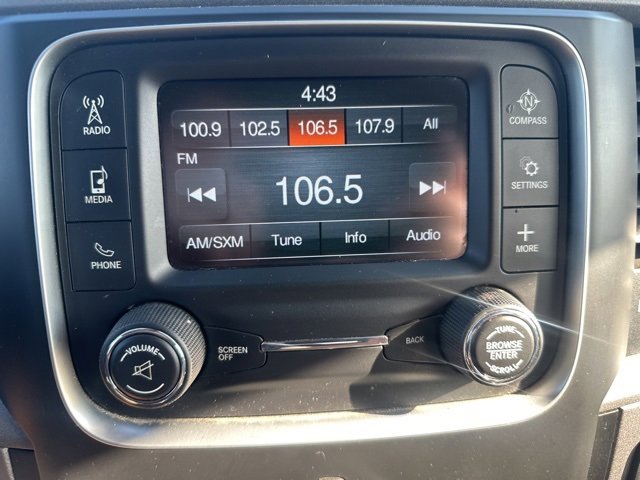 4:43
100.9 102.5 106.5 107.9 All
FM
106.5
AM/SXM Tune Info Audio
RADIO
MEDIA
PHONE
N
COMPASS
SETTINGS
MORE
VOLUME
SCREEN
OFF
BACK
TUNE
BROWSE
ENTER
SCROLL